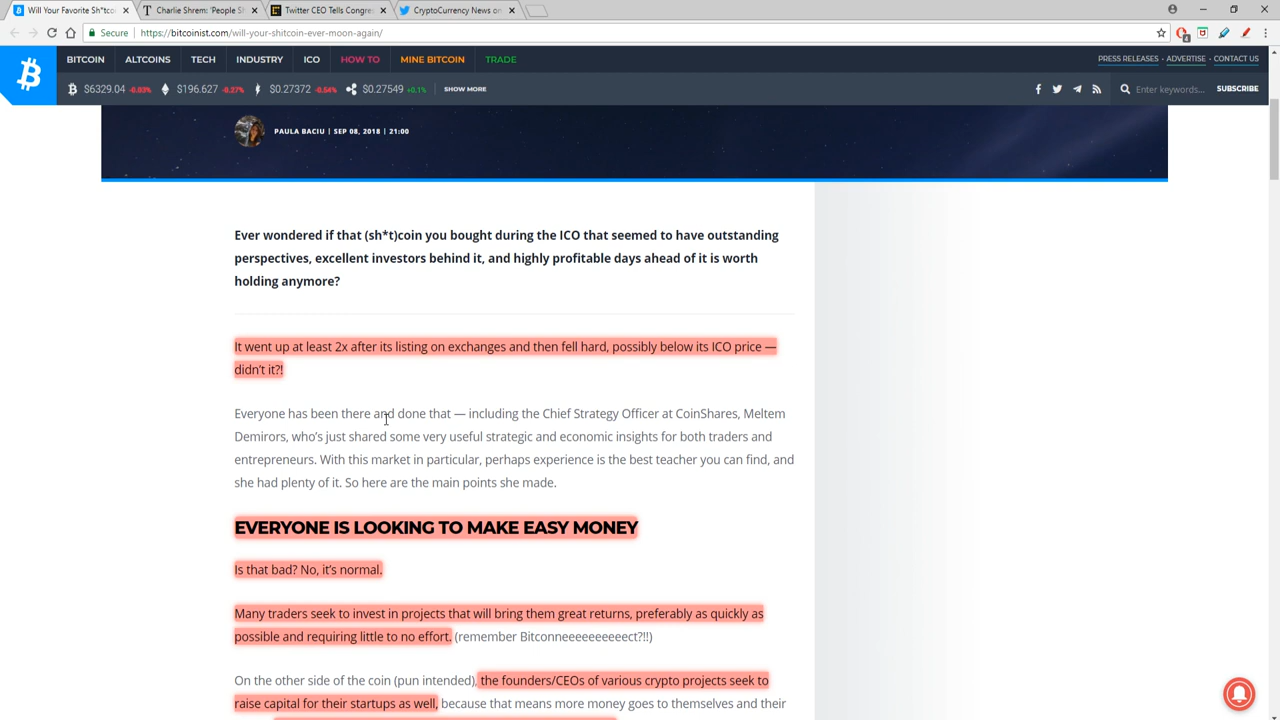 Will Your Favorite Sh*tco
Charlie Shrem: 'People S
Twitter CEO Tells Congre
CryptoCurrency News on
Secure
https://bitcoinist.com/will-your-shitcoin-ever-moon-again/
BITCOIN ALTCOINS TECH INDUSTRY ICO HOW TO MINE BITCOIN TRADE
PRESS RELEASES • ADVERTISE • CONTACT US
$6329.04 -0.03% $196.627 -0.27% $0.27372 -0.54% $0.27549 +0.1% SHOW MORE
Enter keywords... SUBSCRIBE
PAULA BACIU | SEP 08, 2018 | 21:00
Ever wondered if that (sh*t)coin you bought during the ICO that seemed to have outstanding
perspectives, excellent investors behind it, and highly profitable days ahead of it is worth
holding anymore?
It went up at least 2x after its listing on exchanges and then fell hard, possibly below its ICO price —
didn't it?!
Everyone has been there and done that — including the Chief Strategy Officer at CoinShares, Meltem
Demirors, who's just shared some very useful strategic and economic insights for both traders and
entrepreneurs. With this market in particular, perhaps experience is the best teacher you can find, and
she had plenty of it. So here are the main points she made.
EVERYONE IS LOOKING TO MAKE EASY MONEY
Is that bad? No, it's normal.
Many traders seek to invest in projects that will bring them great returns, preferably as quickly as
possible and requiring little to no effort. (remember Bitconneeeeeeeeeect?!!)
On the other side of the coin (pun intended), the founders/CEOs of various crypto projects seek to
raise capital for their startups as well, because that means more money goes to themselves and their